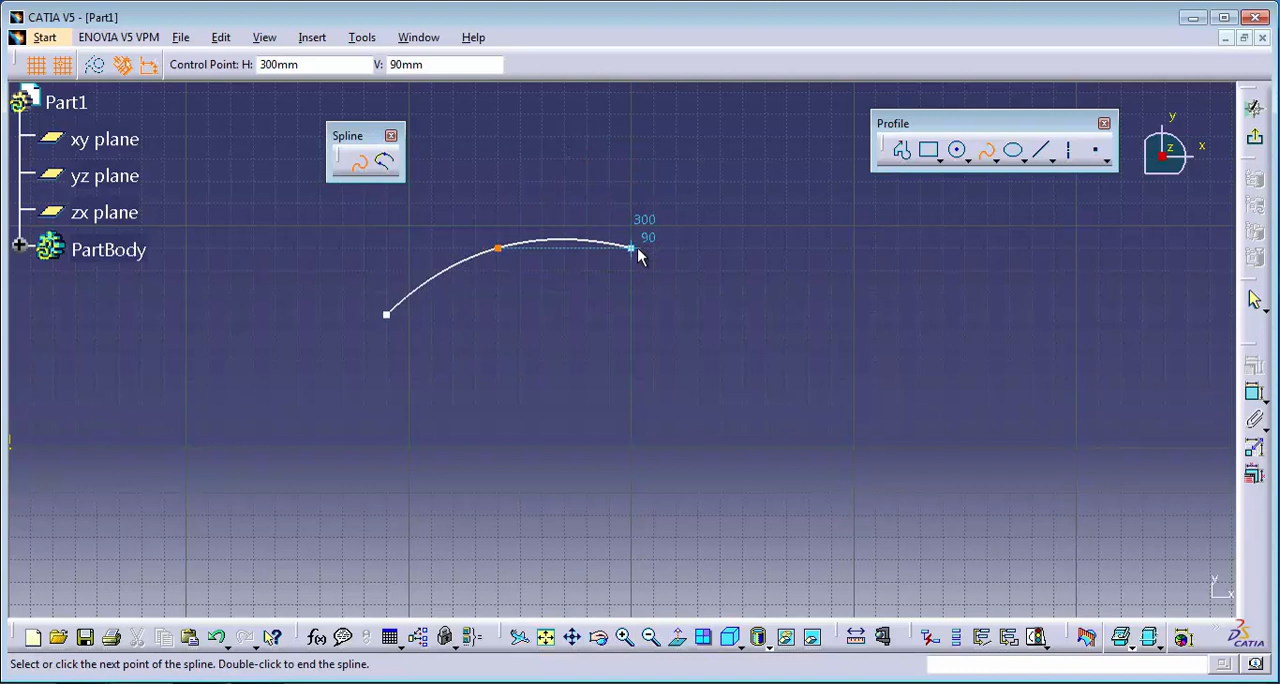 CATIA V5 - [Part1]
Start ENOVIA V5 VPM File Edit View Insert Tools Window Help
Control Point: H: 300mm V: 90mm
Part1
xy plane
yz plane
zx plane
PartBody
Spline
Profile
y
x
z
300
90
y
x
f(x)
CATIA
Select or click the next point of the spline. Double-click to end the spline.